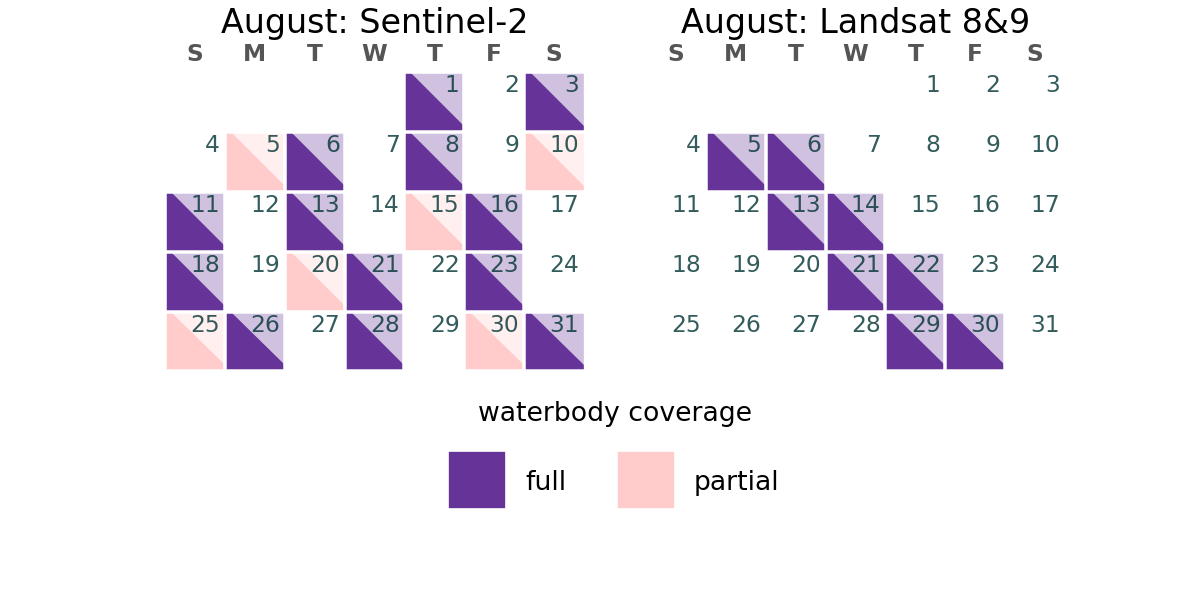 August: Sentinel-2
S M T W T F S
1 2 3
4 5 6 7 8 9 10
11 12 13 14 15 16 17
18 19 20 21 22 23 24
25 26 27 28 29 30 31
August: Landsat 8&9
S M T W T F S
1 2 3
4 5 6 7 8 9 10
11 12 13 14 15 16 17
18 19 20 21 22 23 24
25 26 27 28 29 30 31
waterbody coverage
full
partial